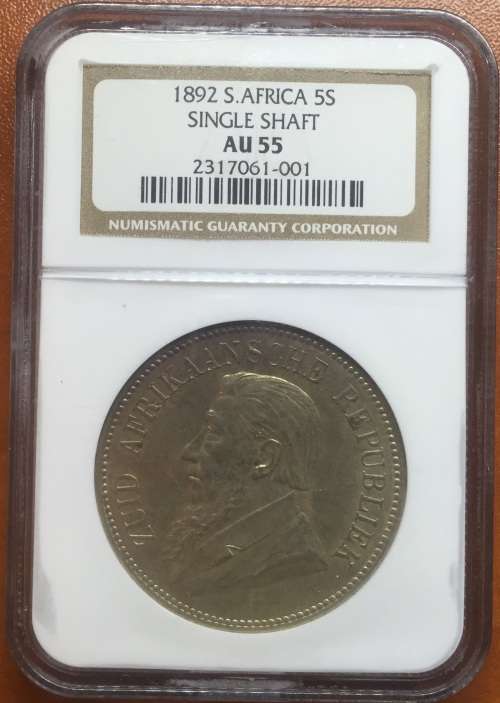 1892 S.AFRICA 5S
SINGLE SHAFT
AU 55
2317061-001
NUMISMATIC GUARANTY CORPORATION
ZUID AFRIKAANSCHE REPUBLIEK